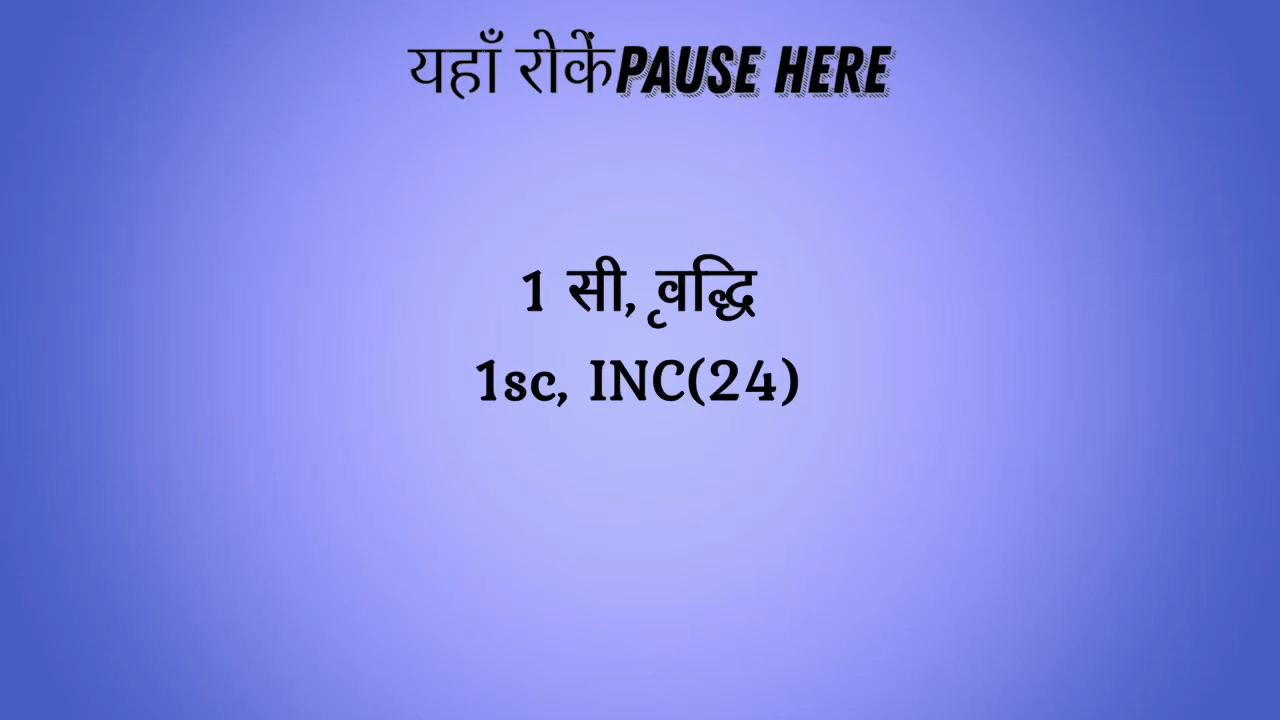 यहाँ रोकें PAUSE HERE
1 सी, वृद्धि
1sc, INC(24)